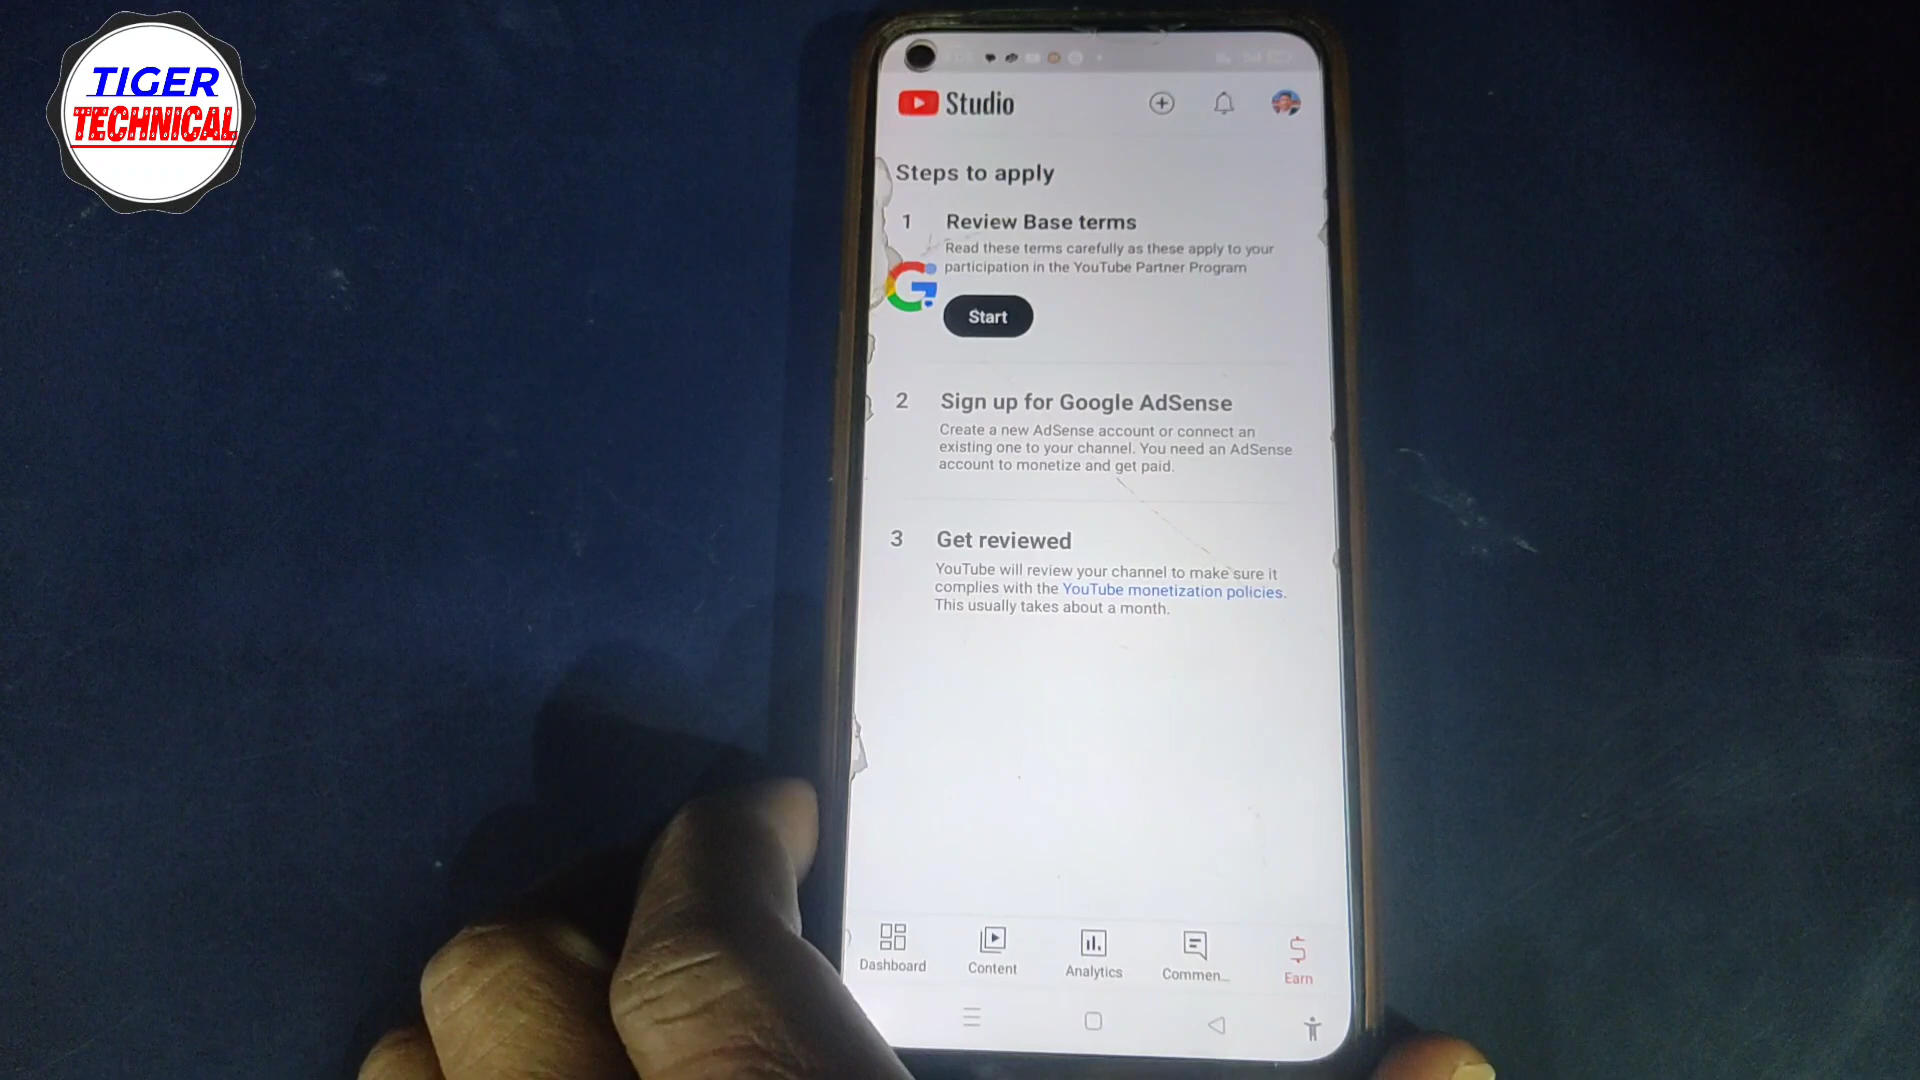 TIGER
TECHNICAL
Studio
Steps to apply
1 Review Base terms
Read these terms carefully as these apply to your
participation in the YouTube Partner Program
Start
2 Sign up for Google AdSense
Create a new AdSense account or connect an
existing one to your channel. You need an AdSense
account to monetize and get paid.
3 Get reviewed
YouTube will review your channel to make sure it
complies with the YouTube monetization policies.
This usually takes about a month.
Dashboard
Content
Analytics
Commen...
Earn